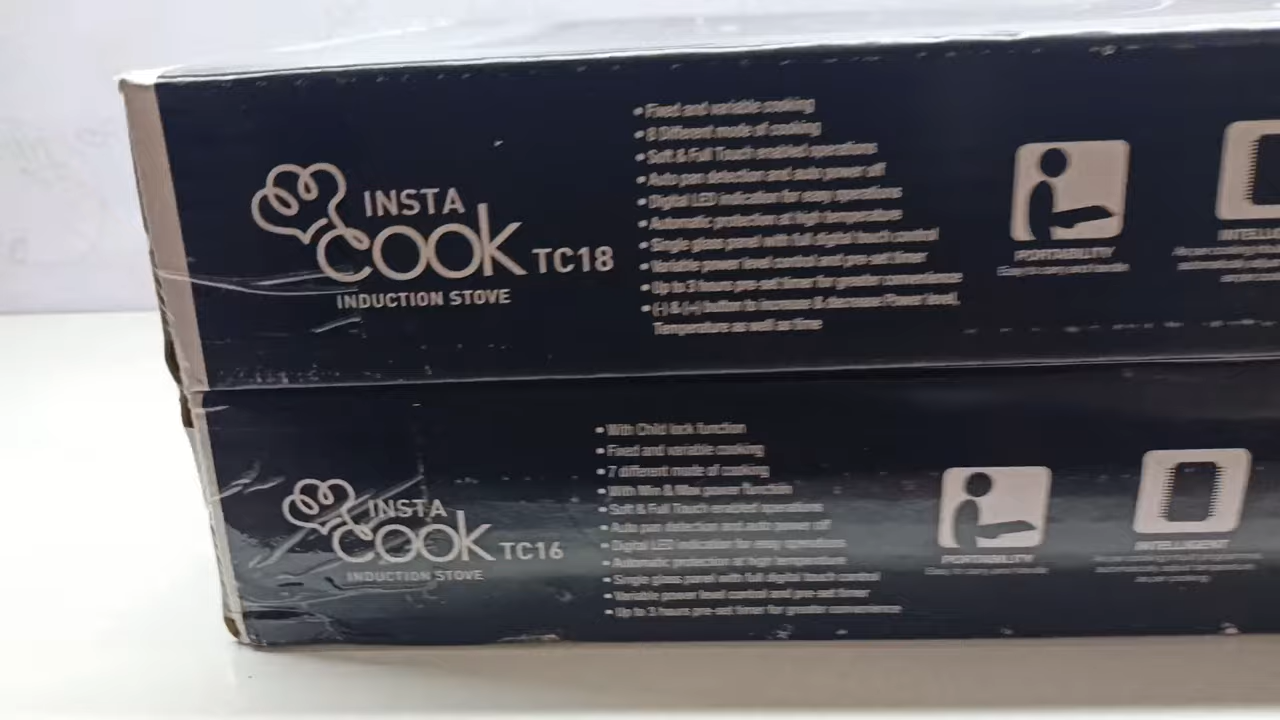 INSTA
cook TC18
INDUCTION STOVE
• Fixed and variable cooking
• 8 Different mode of cooking
• Soft & Full Touch enabled operations
• Auto pan detection and auto power off
• Digital LED indication for easy operations
• Automatic protection at high temperature
• Single glass panel with full digital touch control
• Variable power level control and pre-set timer
• Up to 3 hours pre-set timer for greater convenience
button to increase & decrease Power level,
Temperature as well as time
PORTABILITY
INSTA
cook TC16
INDUCTION STOVE
• With Child lock function
• Fixed and variable cooking
• 7 different mode of cooking
• With Min & Max power function
• Soft & Full Touch enabled operations
• Auto pan detection and auto power off
• Digital LED indication for easy operations
• Automatic protection at high temperature
• Single glass panel with full digital touch control
• Variable power level control and pre-set timer
• Up to 3 hours pre-set timer for greater convenience
PORTABILITY
INTELLIGENT